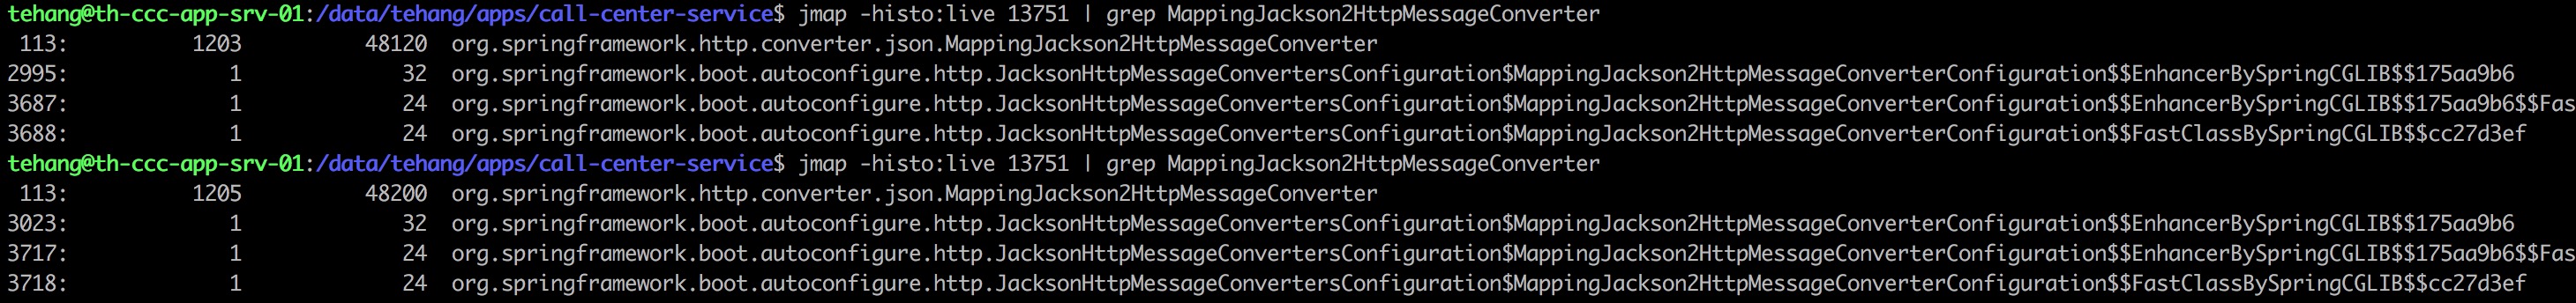 tehang@th-ccc-app-srv-01:/data/tehang/apps/call-center-service$ jmap -histo:live 13751 | grep MappingJackson2HttpMessageConverter
113: 1203 48120 org.springframework.http.converter.json.MappingJackson2HttpMessageConverter
2995: 1 32 org.springframework.boot.autoconfigure.http.JacksonHttpMessageConvertersConfiguration$MappingJackson2HttpMessageConverterConfiguration$$EnhancerBySpringCGLIB$$175aa9b6
3687: 1 24 org.springframework.boot.autoconfigure.http.JacksonHttpMessageConvertersConfiguration$MappingJackson2HttpMessageConverterConfiguration$$EnhancerBySpringCGLIB$$175aa9b6$$Fas
3688: 1 24 org.springframework.boot.autoconfigure.http.JacksonHttpMessageConvertersConfiguration$MappingJackson2HttpMessageConverterConfiguration$$FastClassBySpringCGLIB$$cc27d3ef
tehang@th-ccc-app-srv-01:/data/tehang/apps/call-center-service$ jmap -histo:live 13751 | grep MappingJackson2HttpMessageConverter
113: 1205 48200 org.springframework.http.converter.json.MappingJackson2HttpMessageConverter
3023: 1 32 org.springframework.boot.autoconfigure.http.JacksonHttpMessageConvertersConfiguration$MappingJackson2HttpMessageConverterConfiguration$$EnhancerBySpringCGLIB$$175aa9b6
3717: 1 24 org.springframework.boot.autoconfigure.http.JacksonHttpMessageConvertersConfiguration$MappingJackson2HttpMessageConverterConfiguration$$EnhancerBySpringCGLIB$$175aa9b6$$Fas
3718: 1 24 org.springframework.boot.autoconfigure.http.JacksonHttpMessageConvertersConfiguration$MappingJackson2HttpMessageConverterConfiguration$$FastClassBySpringCGLIB$$cc27d3ef